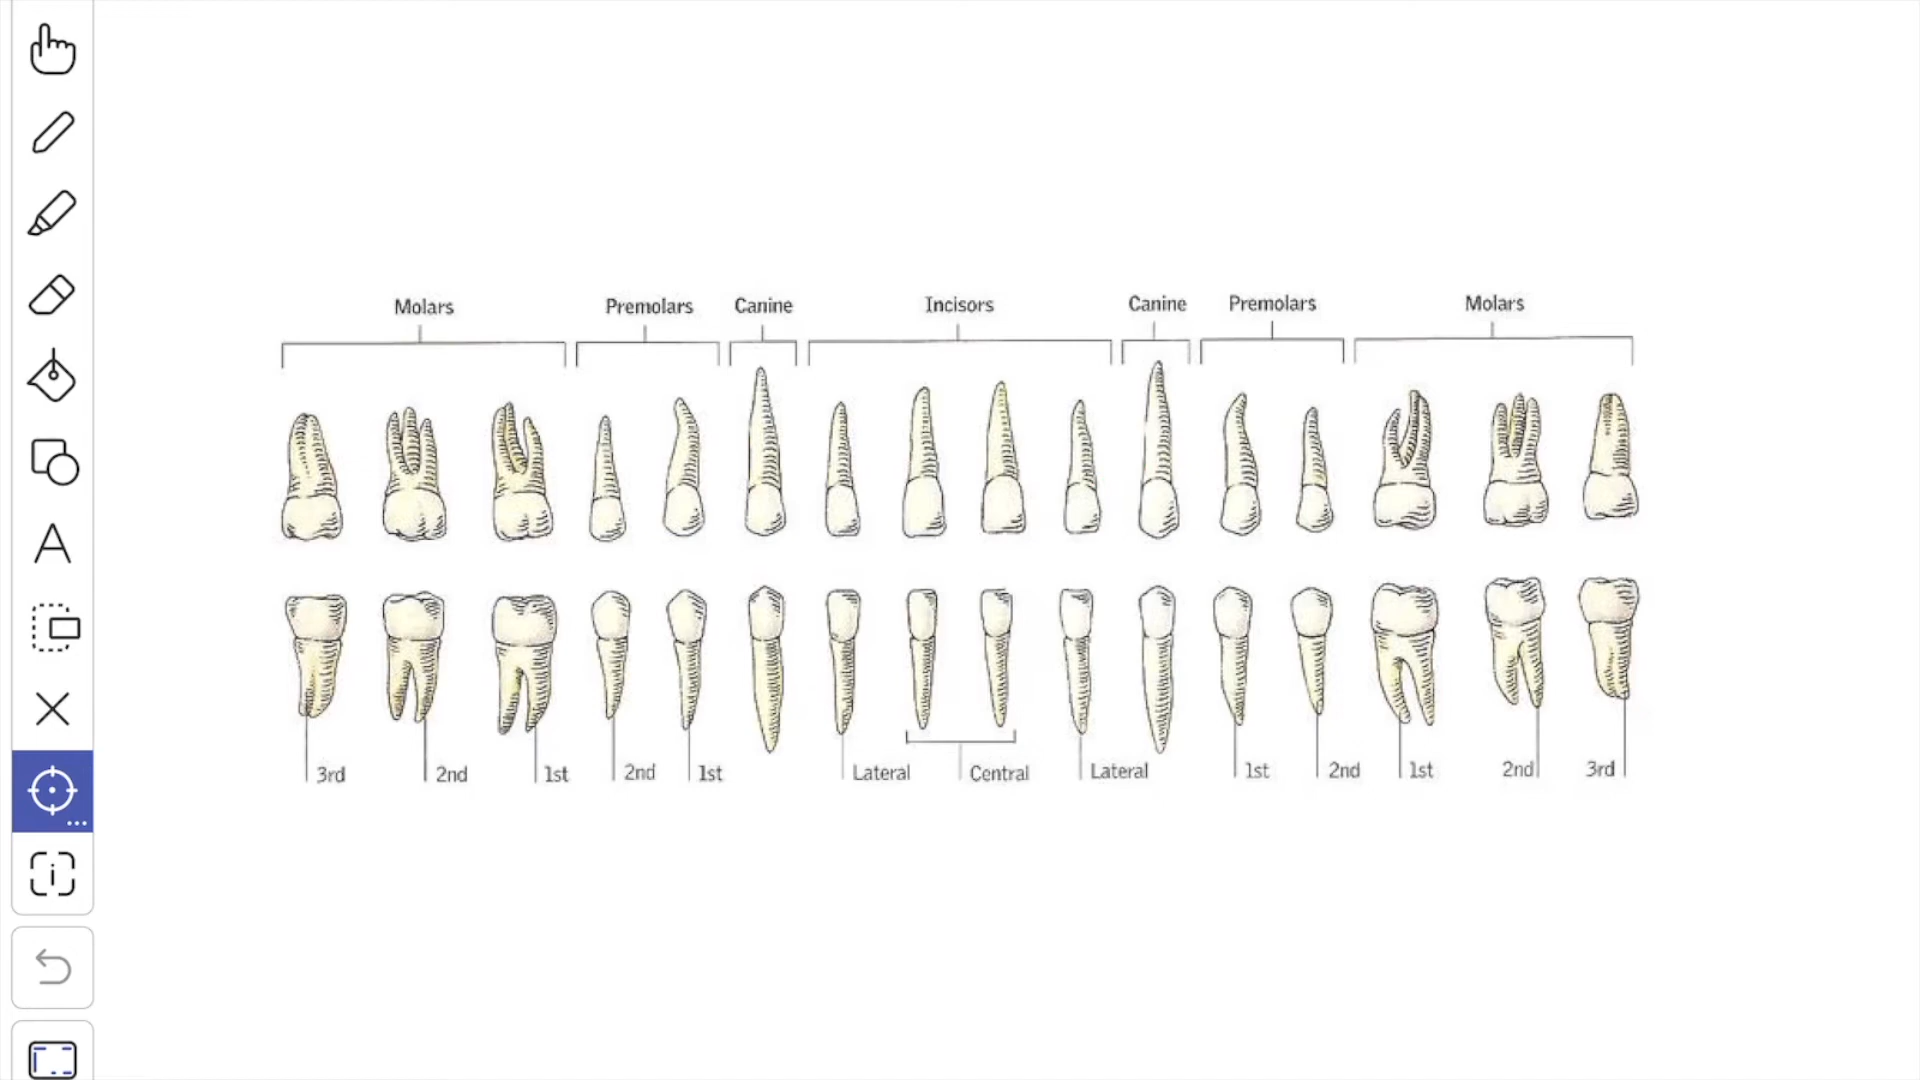 Molars Premolars Canine Incisors Canine Premolars Molars
3rd 2nd 1st 2nd 1st Lateral Central Lateral 1st 2nd 1st 2nd 3rd